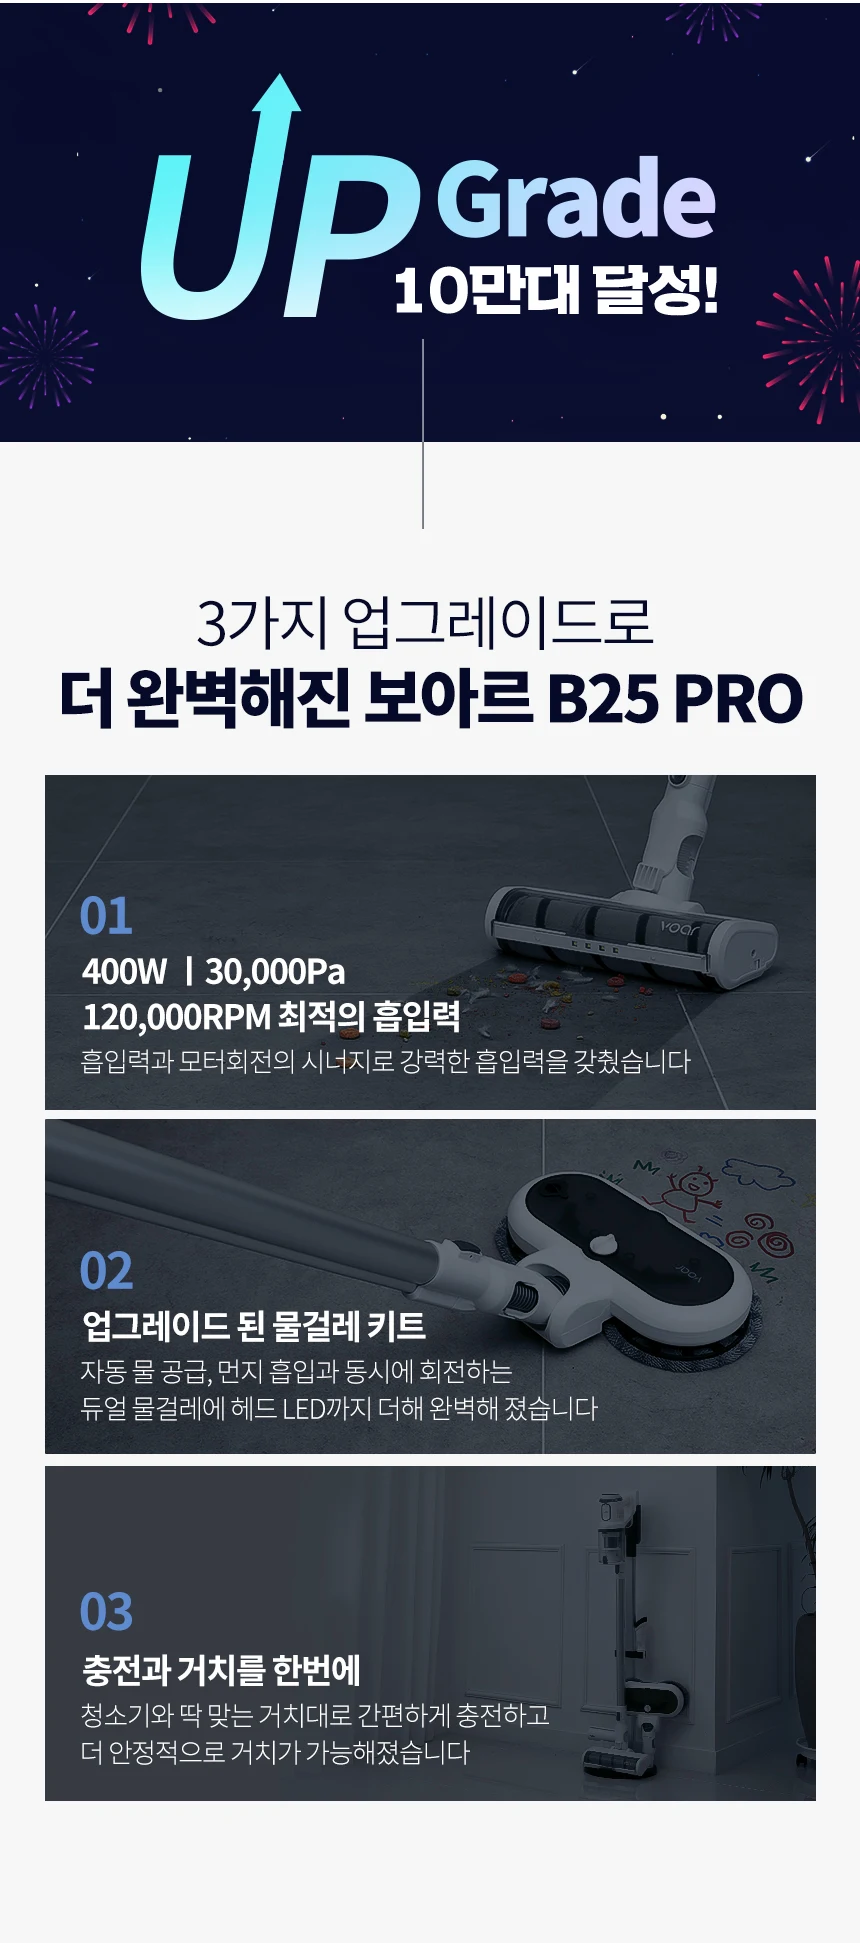 UP Grade
10만대 달성!
3가지 업그레이드로
더 완벽해진 보아르 B25 PRO
voar
01
400W ㅣ30,000Pa
120,000RPM 최적의 흡입력
흡입력과 모터회전의 시너지로 강력한 흡입력을 갖췄습니다
voar
02
업그레이드 된 물걸레 키트
자동 물 공급, 먼지 흡입과 동시에 회전하는
듀얼 물걸레에 헤드 LED까지 더해 완벽해 졌습니다
03
충전과 거치를 한번에
청소기와 딱 맞는 거치대로 간편하게 충전하고
더 안정적으로 거치가 가능해졌습니다